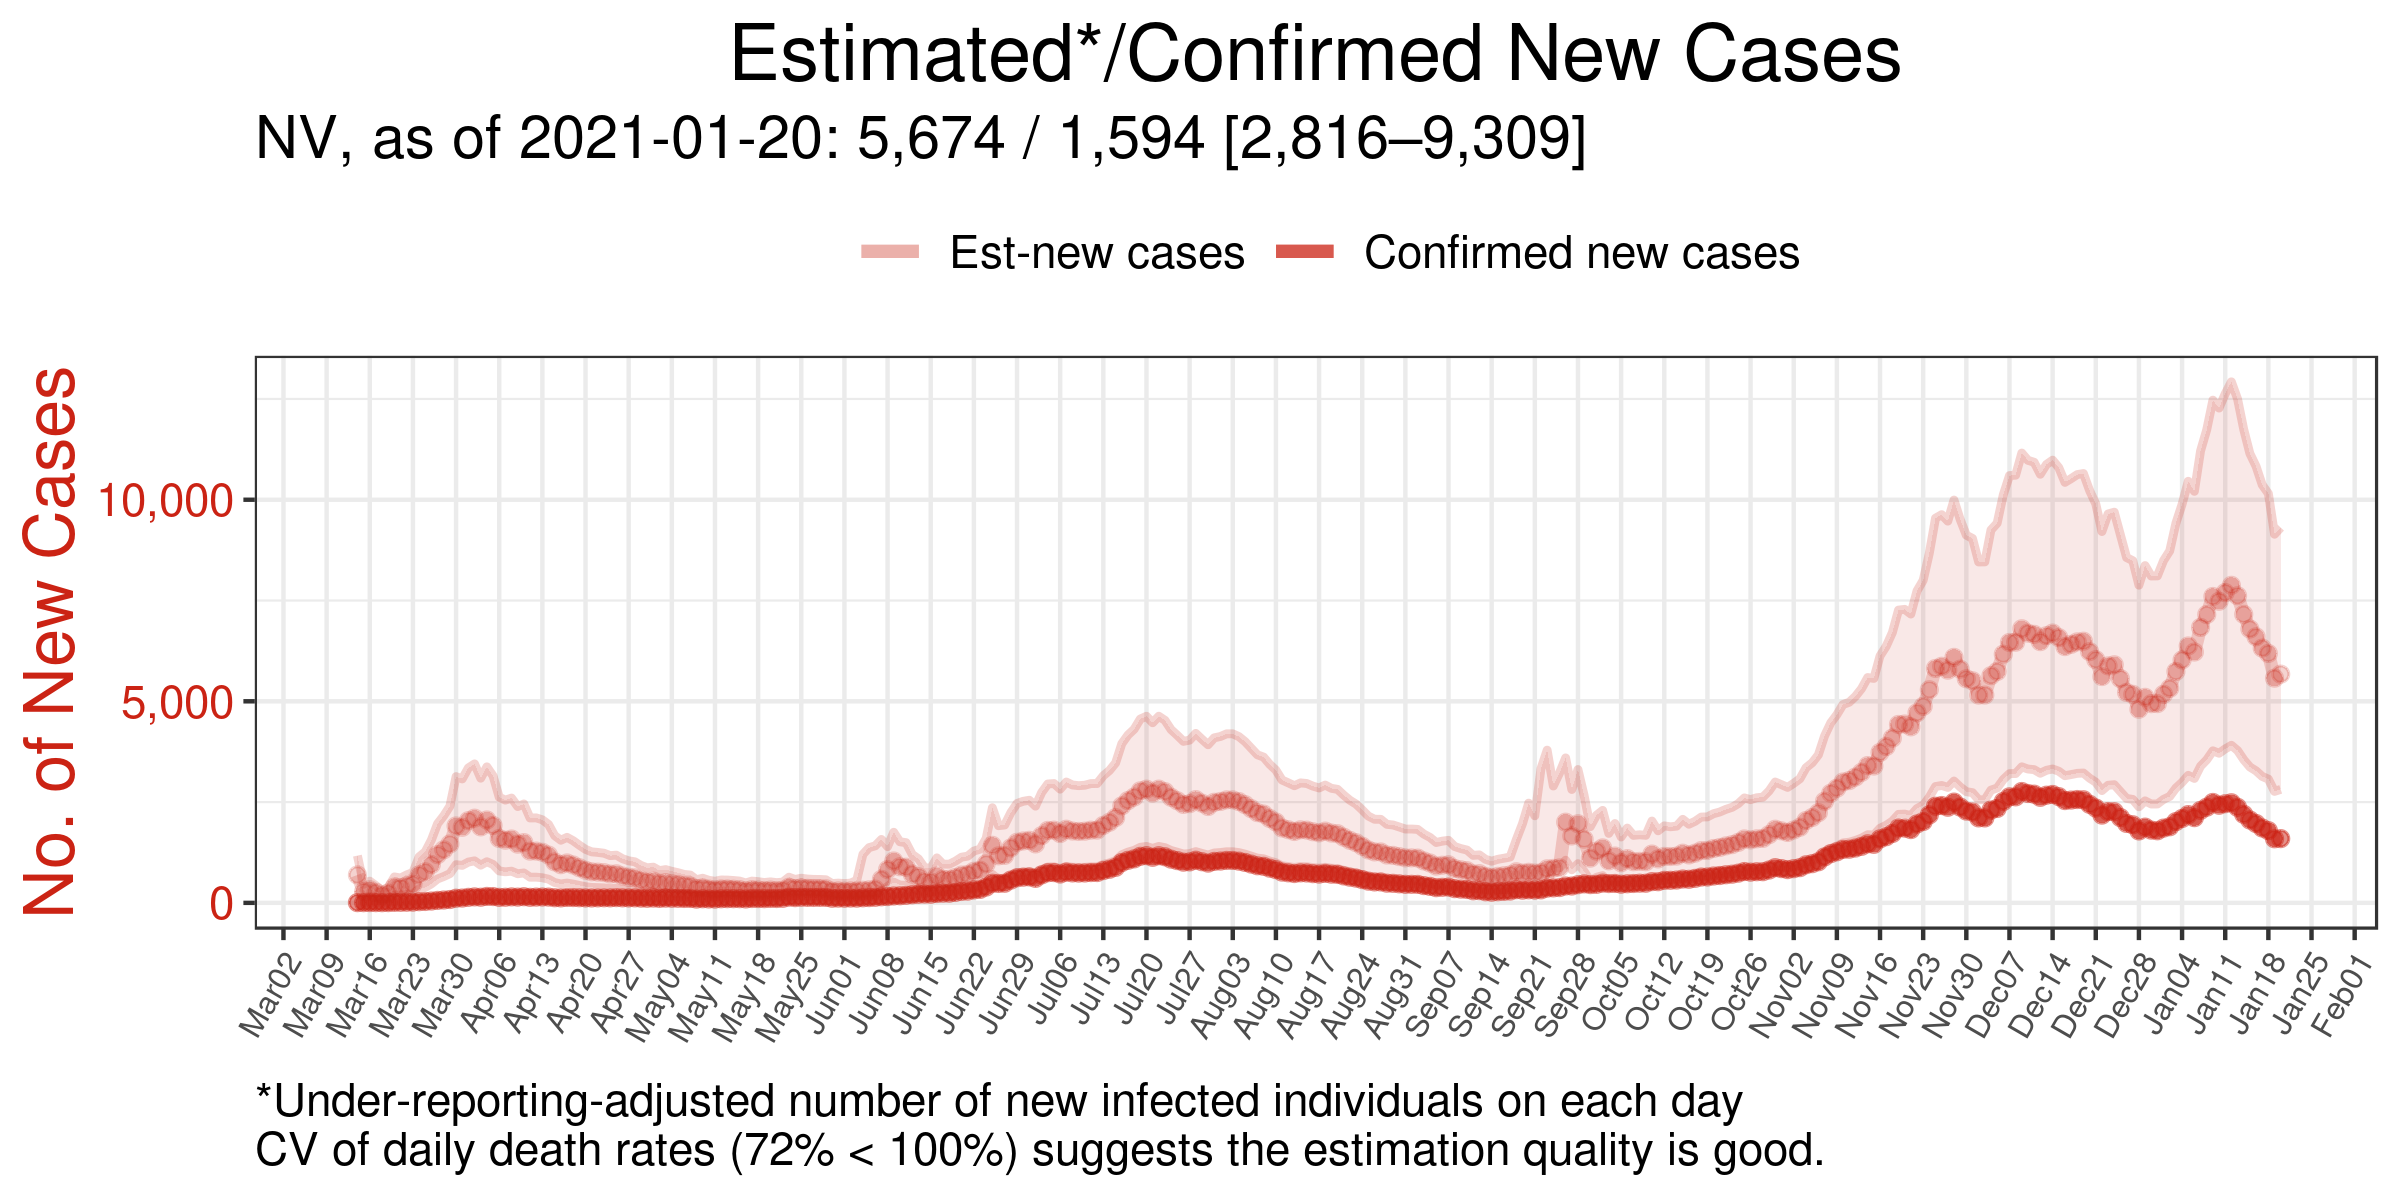 Estimated*/Confirmed New Cases
NV, as of 2021-01-20: 5,674 / 1,594 [2,816–9,309]
Est-new cases
Confirmed new cases
No. of New Cases
10,000
5,000
0
Mar02
Mar09
Mar16
Mar23
Mar30
Apr06
Apr13
Apr20
Apr27
May04
May11
May18
May25
Jun01
Jun08
Jun15
Jun22
Jun29
Jul06
Jul13
Jul20
Jul27
Aug03
Aug10
Aug17
Aug24
Aug31
Sep07
Sep14
Sep21
Sep28
Oct05
Oct12
Oct19
Oct26
Nov02
Nov09
Nov16
Nov23
Nov30
Dec07
Dec14
Dec21
Dec28
Jan04
Jan11
Jan18
Jan25
Feb01
*Under-reporting-adjusted number of new infected individuals on each day
CV of daily death rates (72% < 100%) suggests the estimation quality is good.